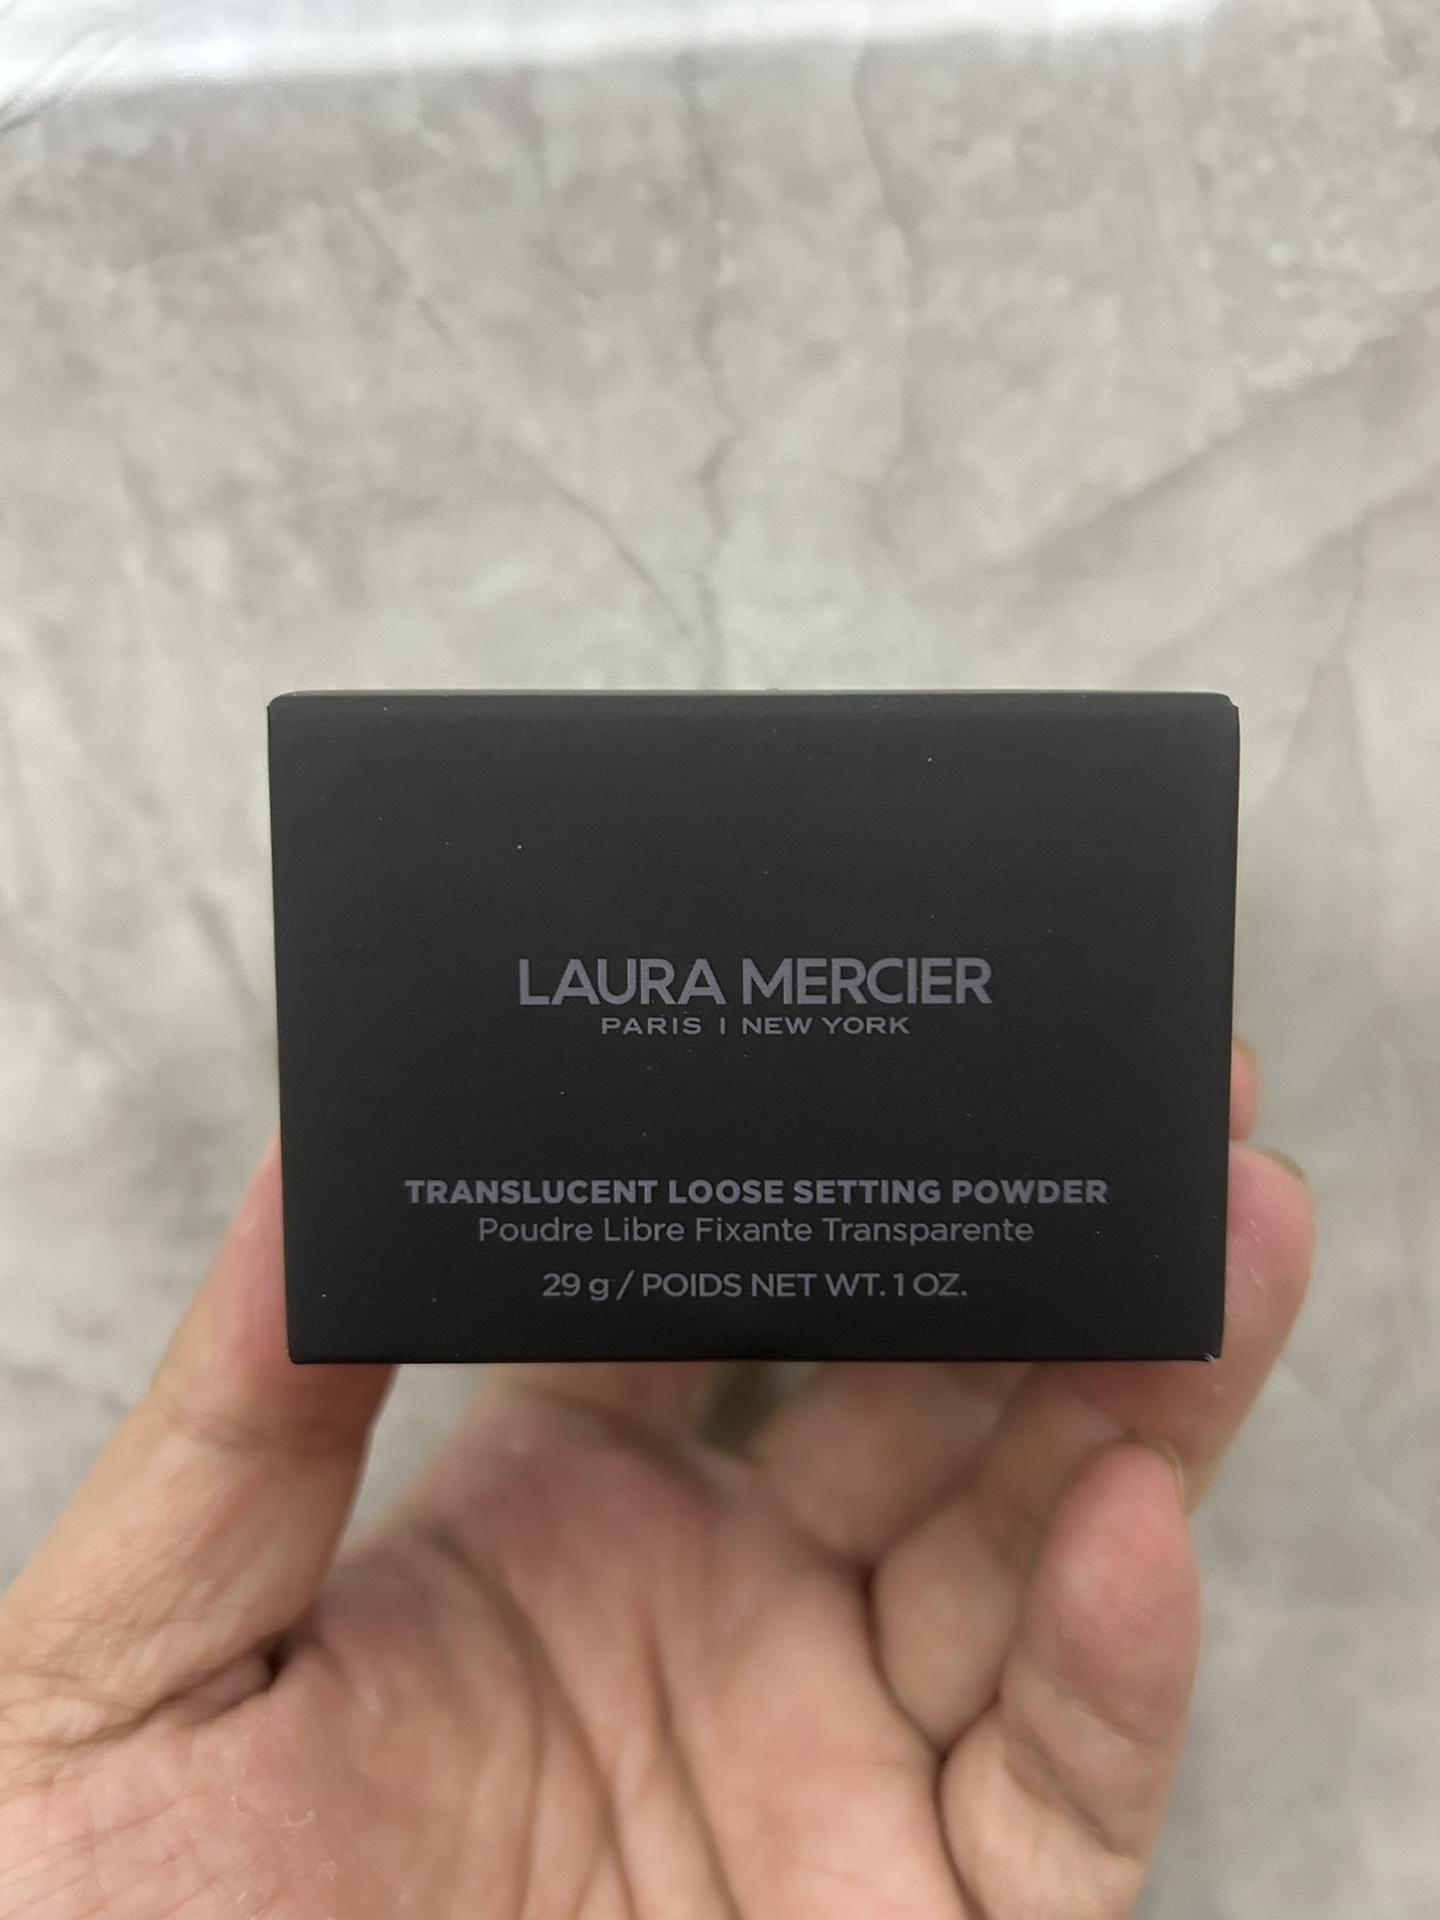 LAURA MERCIER
PARIS | NEW YORK
TRANSLUCENT LOOSE SETTING POWDER
Poudre Libre Fixante Transparente
29 g / POIDS NET WT. 1 OZ.